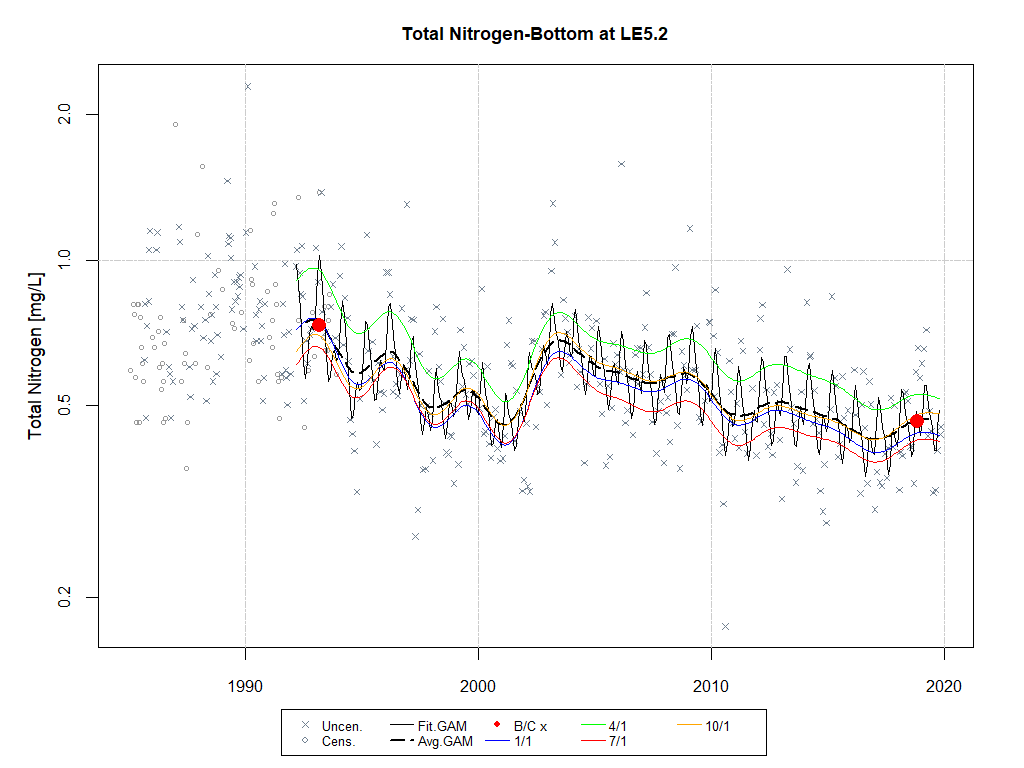 Total Nitrogen-Bottom at LE5.2
Total Nitrogen [mg/L]
2.0
1.0
0.5
0.2
1990 2000 2010 2020
Uncen. Fit.GAM B/C x 4/1 10/1
Cens. Avg.GAM 1/1 7/1